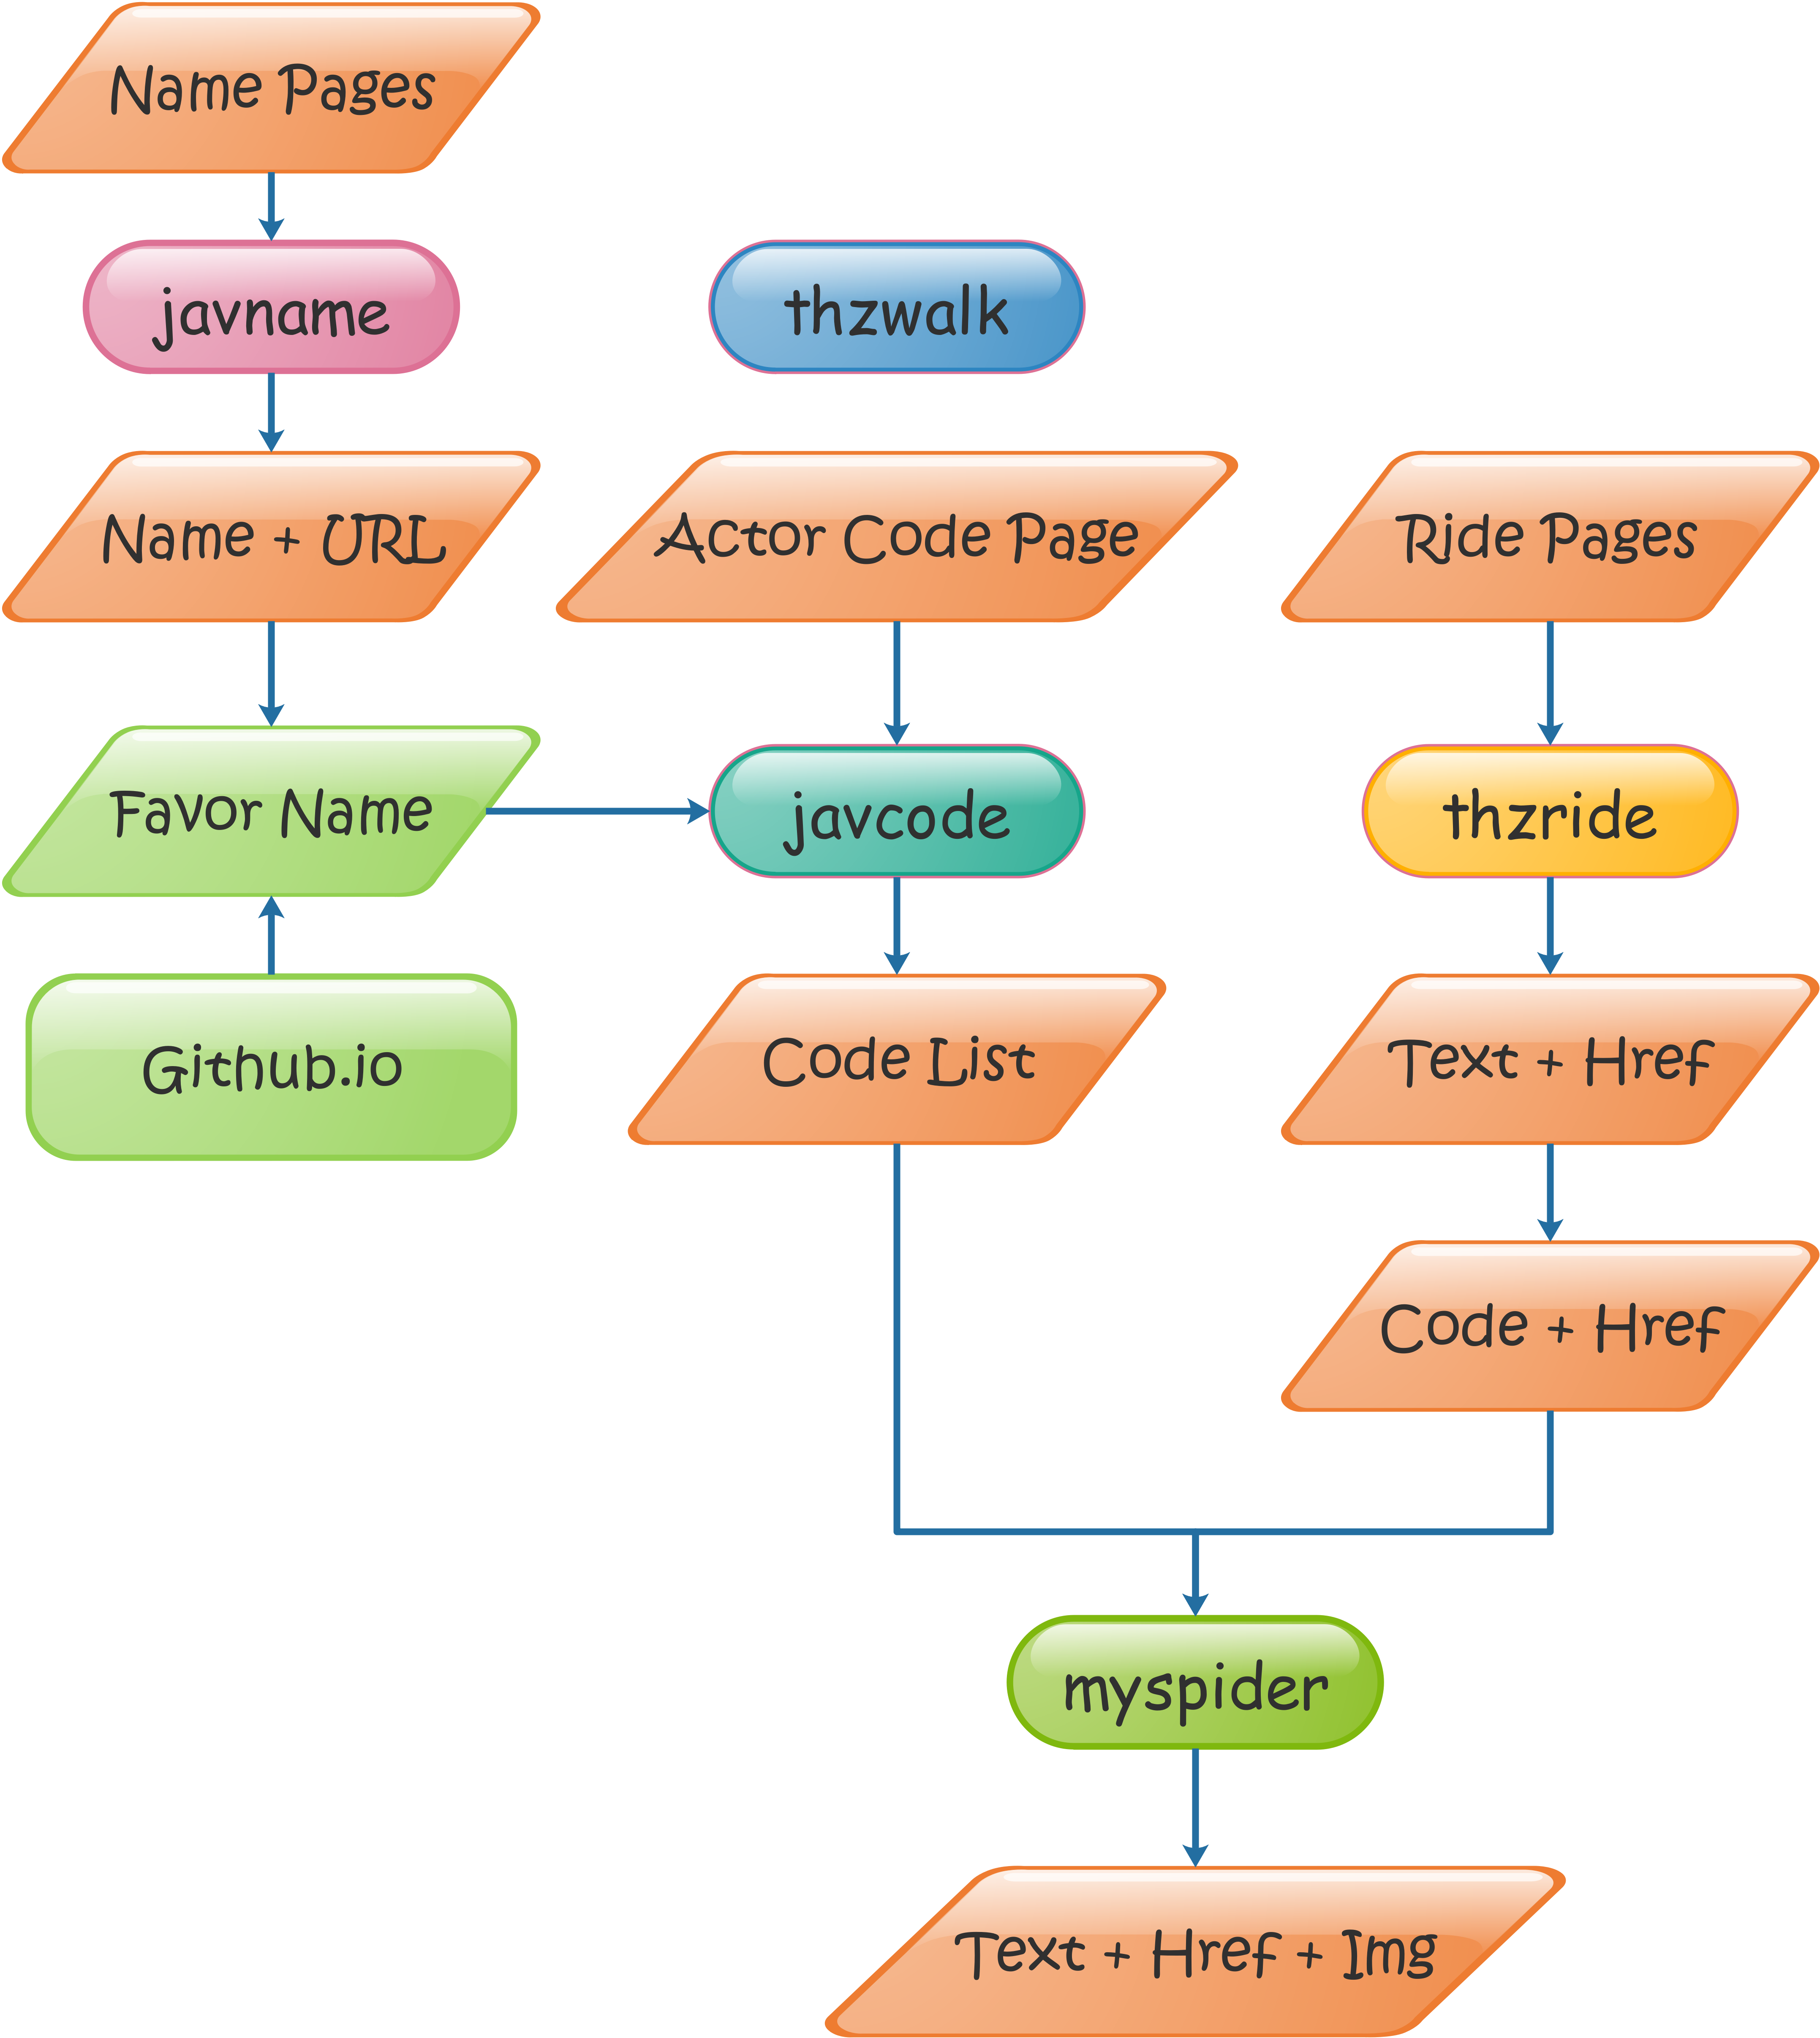 Name Pages
javname
thzwalk
Name + URL
Actor Code Page
Ride Pages
Favor Name
javcode
thzride
Github.io
Code List
Text + Href
Code + Href
myspider
Text + Href + Img